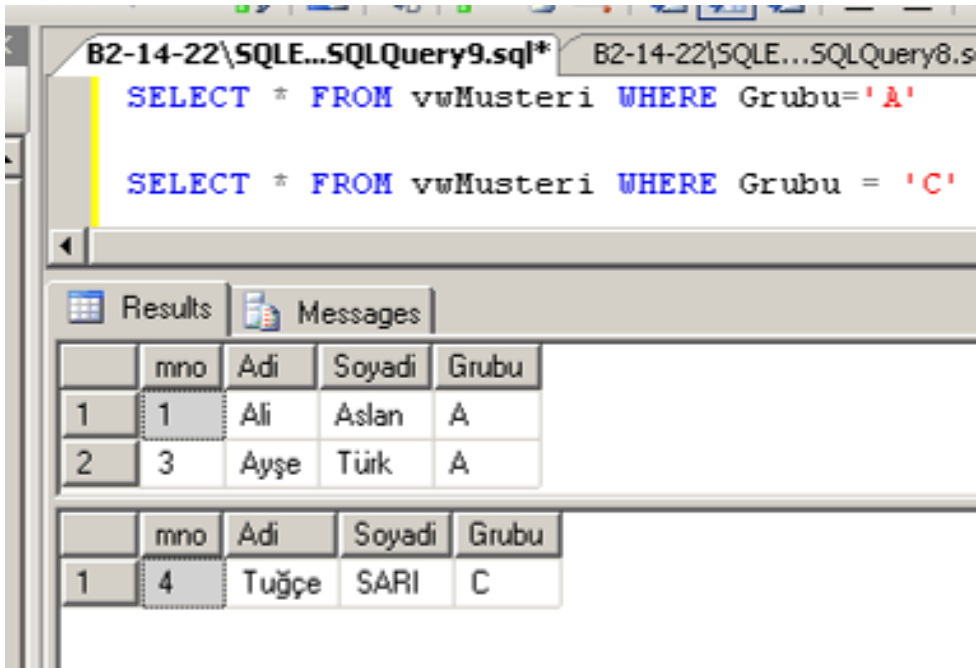 B2-14-22\SQLE...SQLQuery9.sql* B2-14-22\SQLE...SQLQuery8.s
SELECT * FROM vwMusteri WHERE Grubu='A'
SELECT * FROM vwMusteri WHERE Grubu = 'C'
Results Messages
mno Adi Soyadi Grubu
1 1 Ali Aslan A
2 3 Ayşe Türk A
mno Adi Soyadi Grubu
1 4 Tuğçe SARI C